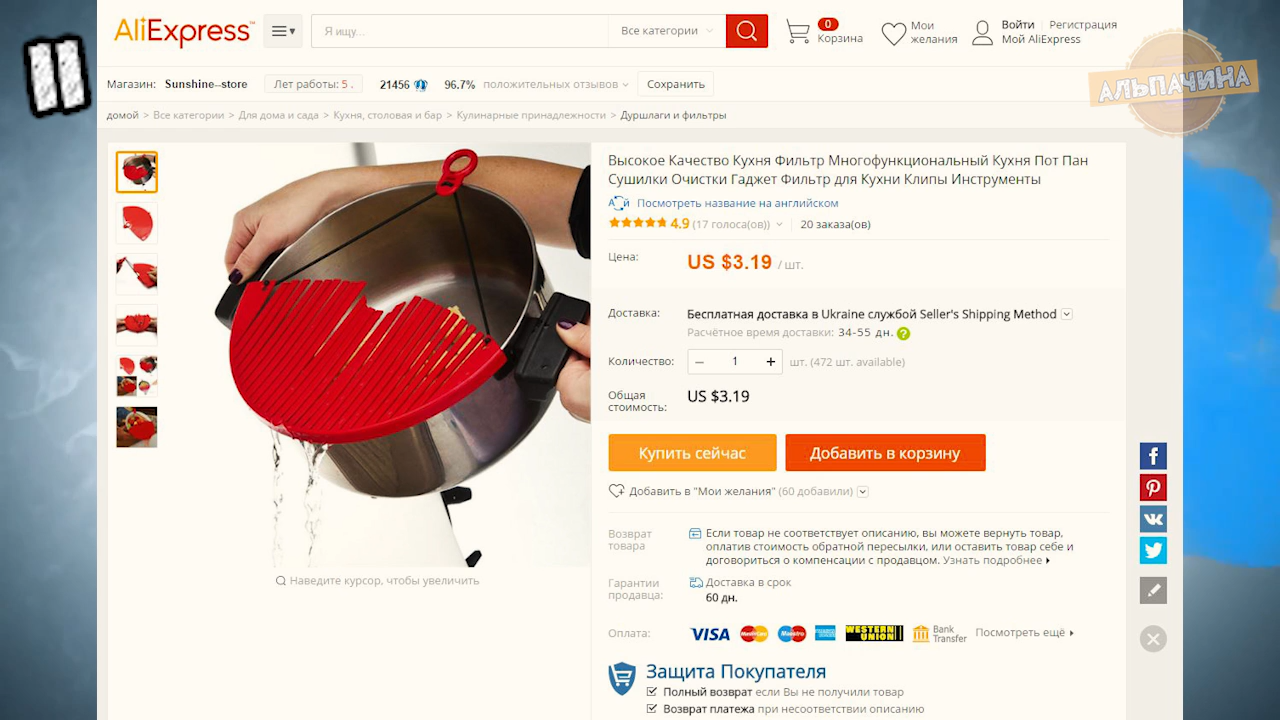 AliExpress™
Я ищу...
Все категории
0
Корзина
Мои
желания
Войти | Регистрация
Мой AliExpress
АЛЬПАЧИНА
Магазин: Sunshine--store
Лет работы: 5 .
21456
96.7% положительных отзывов
Сохранить
домой > Все категории > Для дома и сада > Кухня, столовая и бар > Кулинарные принадлежности > Дуршлаги и фильтры
Высокое Качество Кухня Фильтр Многофункциональный Кухня Пот Пан
Сушилки Очистки Гаджет Фильтр для Кухни Клипы Инструменты
Посмотреть название на английском
4.9 (17 голоса(ов)) 20 заказа(ов)
Цена: US $3.19 / шт.
Доставка: Бесплатная доставка в Ukraine службой Seller's Shipping Method
Расчётное время доставки: 34-55 дн. ?
Количество: – 1 + шт. (472 шт. available)
Общая
стоимость: US $3.19
Купить сейчас
Добавить в корзину
Добавить в "Мои желания" (60 добавили)
Возврат
товара
Если товар не соответствует описанию, вы можете вернуть товар,
оплатив стоимость обратной пересылки, или оставить товар себе и
договориться о компенсации с продавцом. Узнать подробнее
Наведите курсор, чтобы увеличить
Гарантии
продавца:
Доставка в срок
60 дн.
Оплата: VISA MasterCard Maestro WESTERN UNION Bank Transfer Посмотреть ещё
Защита Покупателя
Полный возврат если Вы не получили товар
Возврат платежа при несоответствии описанию